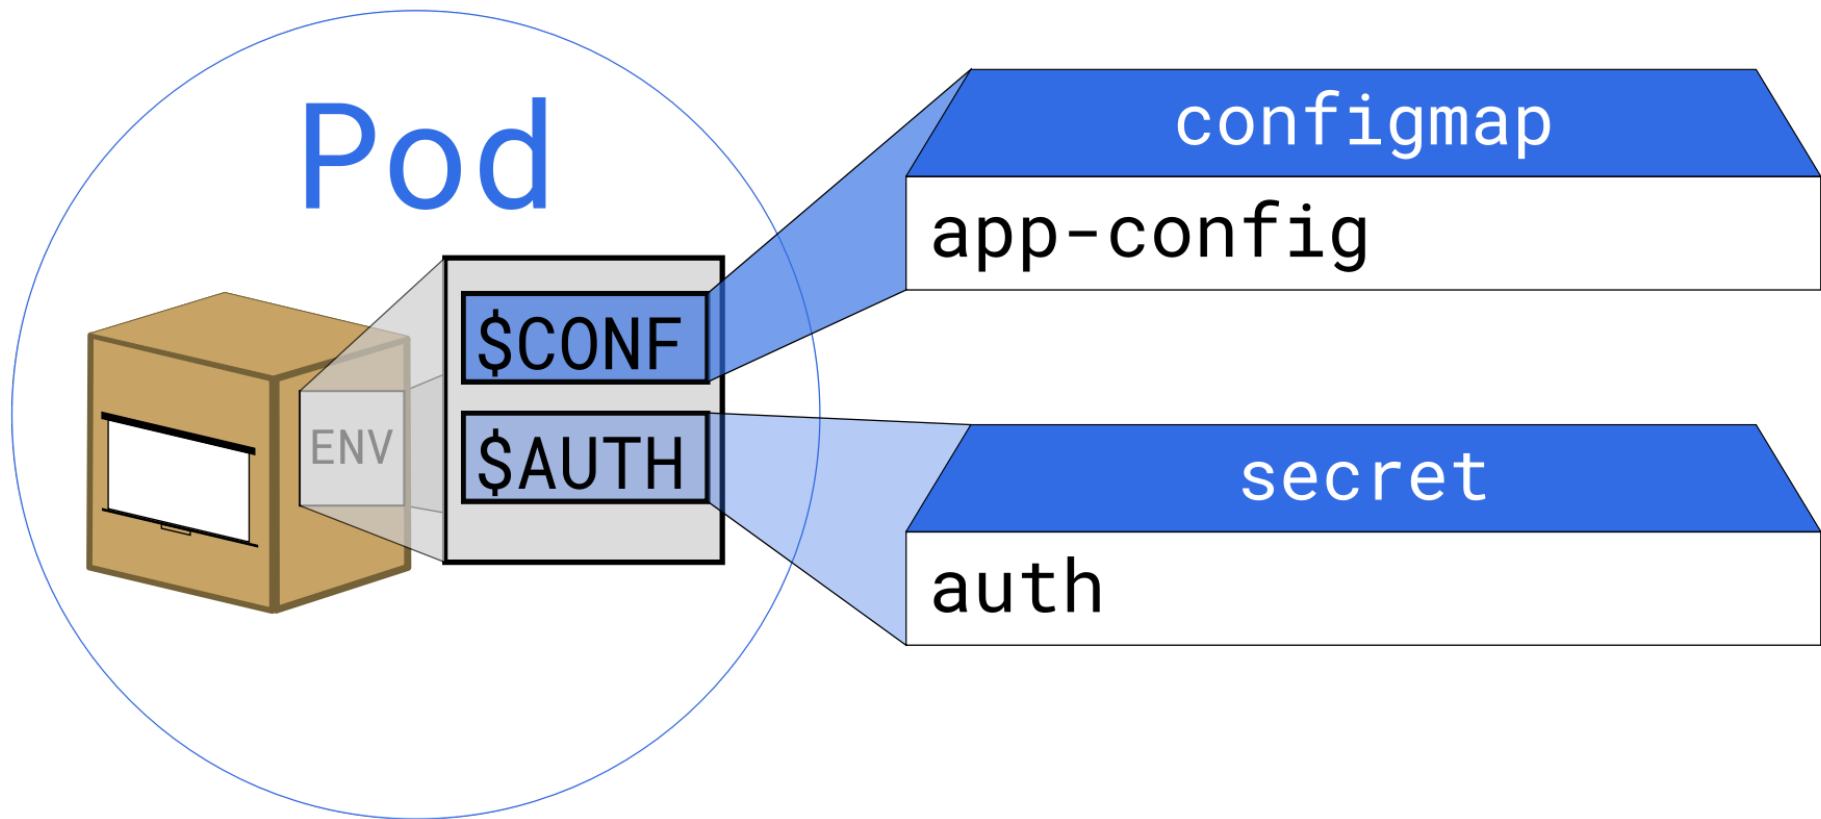 Pod
configmap
app-config
$CONF
ENV
$AUTH
secret
auth